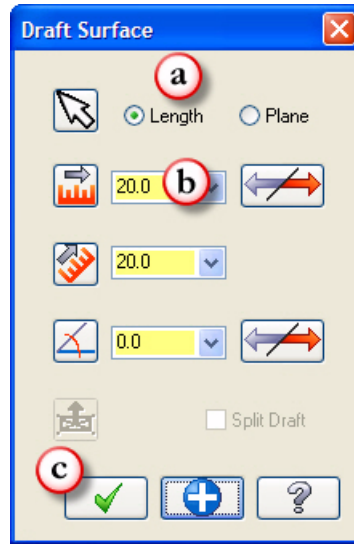 Draft Surface
a
Length Plane
20.0 b
20.0
0.0
Split Draft
c